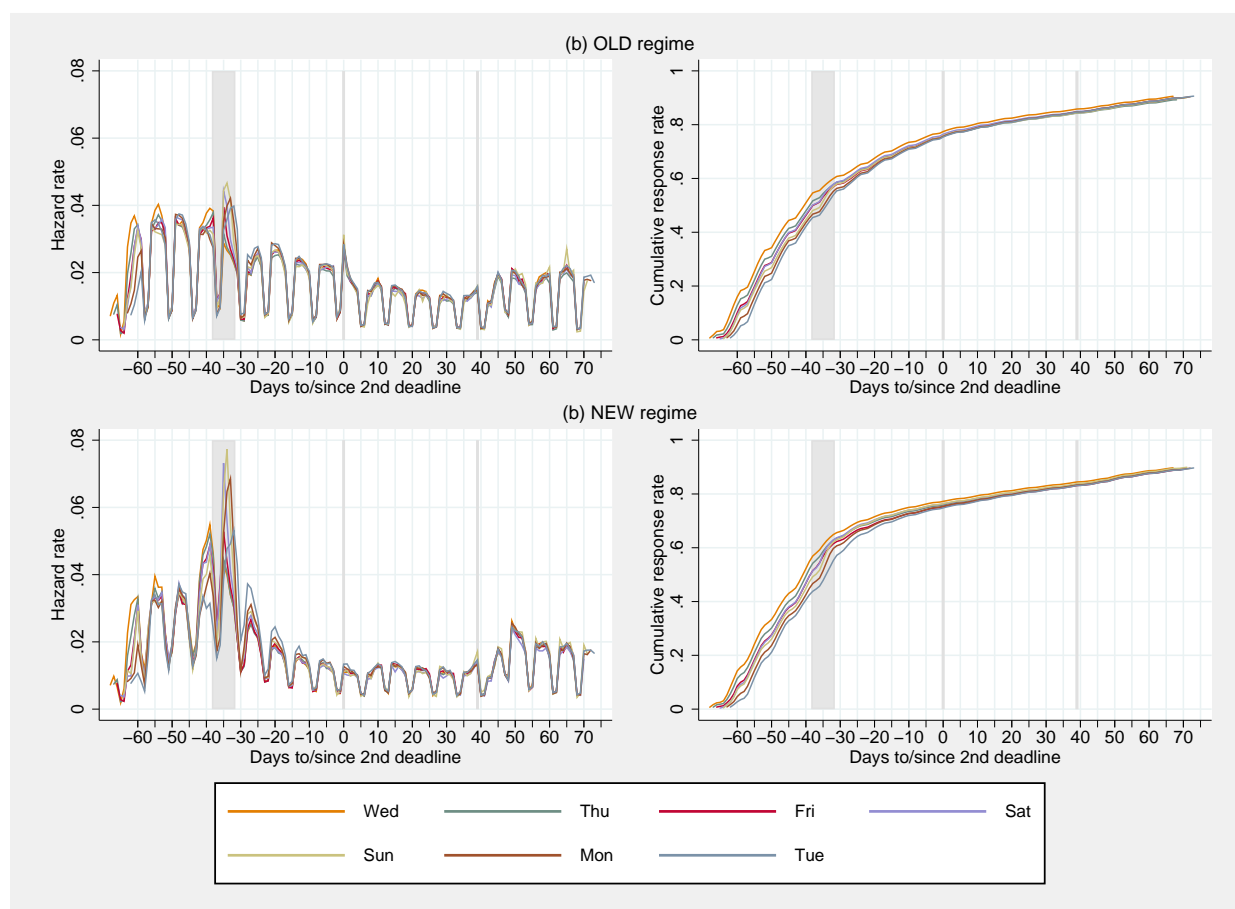 (b) OLD regime
Hazard rate
0 .02 .04 .06 .08
−60 −50 −40 −30 −20 −10 0 10 20 30 40 50 60 70
Days to/since 2nd deadline
Cumulative response rate
0 .2 .4 .6 .8 1
−60 −50 −40 −30 −20 −10 0 10 20 30 40 50 60 70
Days to/since 2nd deadline
(b) NEW regime
Hazard rate
0 .02 .04 .06 .08
−60 −50 −40 −30 −20 −10 0 10 20 30 40 50 60 70
Days to/since 2nd deadline
Cumulative response rate
0 .2 .4 .6 .8 1
−60 −50 −40 −30 −20 −10 0 10 20 30 40 50 60 70
Days to/since 2nd deadline
Wed Thu Fri Sat
Sun Mon Tue